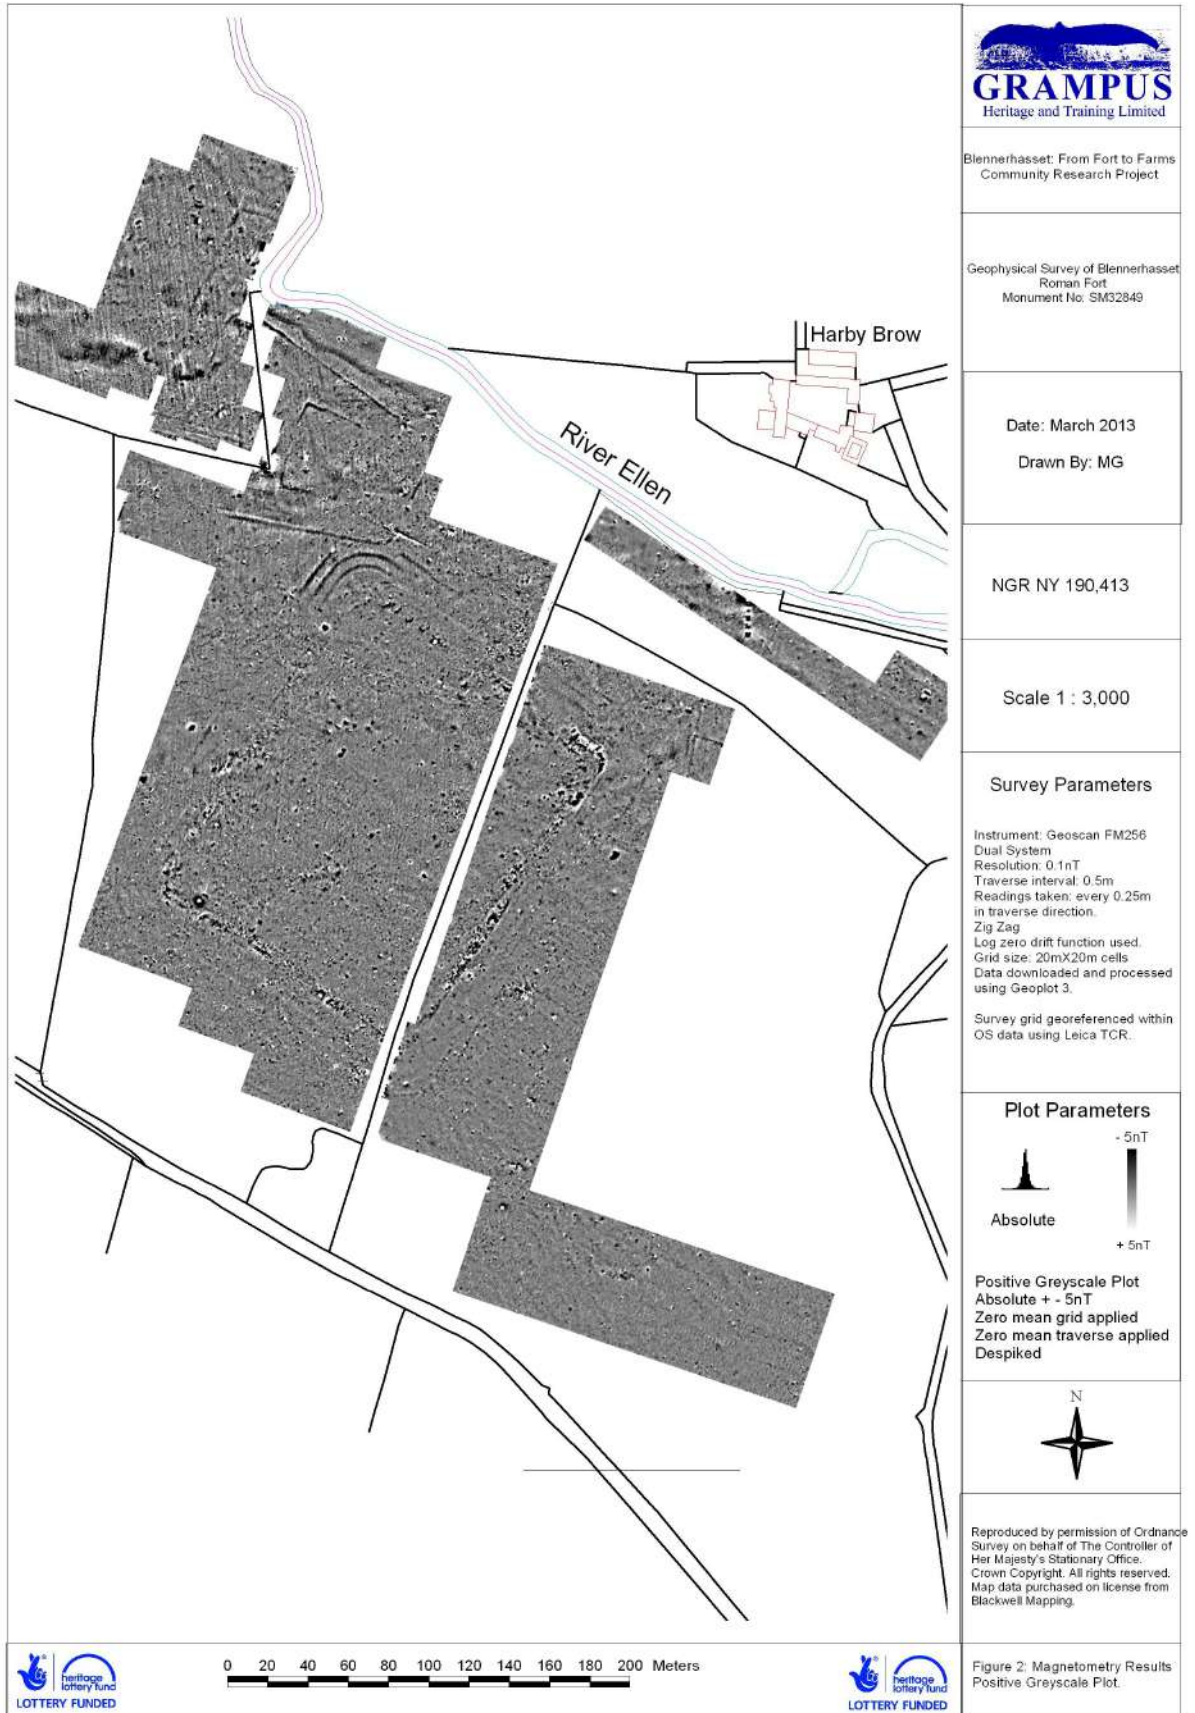 GRAMPUS
Heritage and Training Limited
Blennerhasset: From Fort to Farms
Community Research Project
Geophysical Survey of Blennerhasset
Roman Fort
Monument No: SM32849
Harby Brow
River Ellen
Date: March 2013
Drawn By: MG
NGR NY 190,413
Scale 1 : 3,000
Survey Parameters
Instrument: Geoscan FM256
Dual System
Resolution: 0.1nT
Traverse interval: 0.5m
Readings taken: every 0.25m
in traverse direction.
Zig Zag
Log zero drift function used.
Grid size: 20mX20m cells
Data downloaded and processed
using Geoplot 3.
Survey grid georeferenced within
OS data using Leica TCR.
Plot Parameters
- 5nT
Absolute
+ 5nT
Positive Greyscale Plot
Absolute + - 5nT
Zero mean grid applied
Zero mean traverse applied
Despiked
N
Reproduced by permission of Ordnance
Survey on behalf of The Controller of
Her Majesty's Stationary Office.
Crown Copyright. All rights reserved.
Map data purchased on license from
Blackwell Mapping.
heritage
lottery fund
LOTTERY FUNDED
0 20 40 60 80 100 120 140 160 180 200 Meters
heritage
lottery fund
LOTTERY FUNDED
Figure 2: Magnetometry Results
Positive Greyscale Plot.